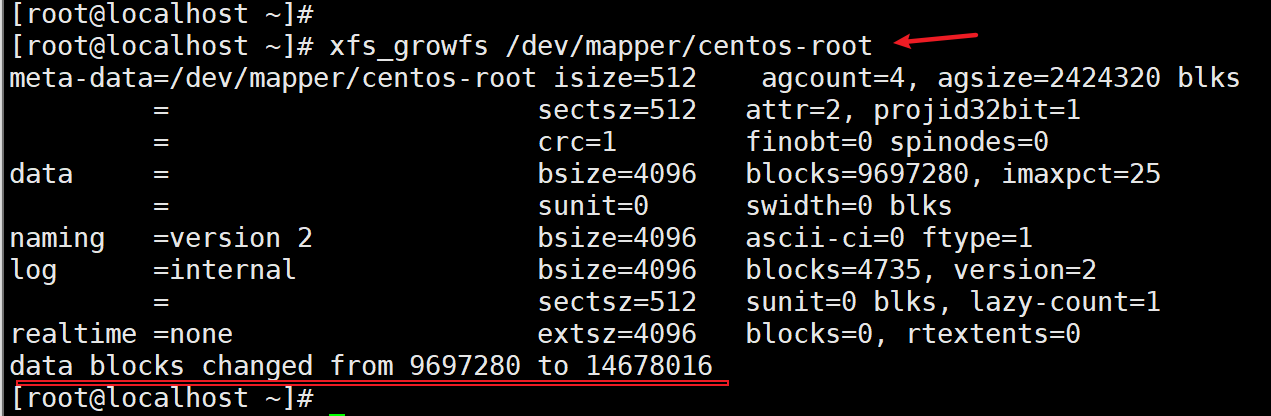 [root@localhost ~]#
[root@localhost ~]# xfs_growfs /dev/mapper/centos-root
meta-data=/dev/mapper/centos-root isize=512    agcount=4, agsize=2424320 blks
         =                       sectsz=512   attr=2, projid32bit=1
         =                       crc=1        finobt=0 spinodes=0
data     =                       bsize=4096   blocks=9697280, imaxpct=25
         =                       sunit=0      swidth=0 blks
naming   =version 2              bsize=4096   ascii-ci=0 ftype=1
log      =internal               bsize=4096   blocks=4735, version=2
         =                       sectsz=512   sunit=0 blks, lazy-count=1
realtime =none                   extsz=4096   blocks=0, rtextents=0
data blocks changed from 9697280 to 14678016
[root@localhost ~]#